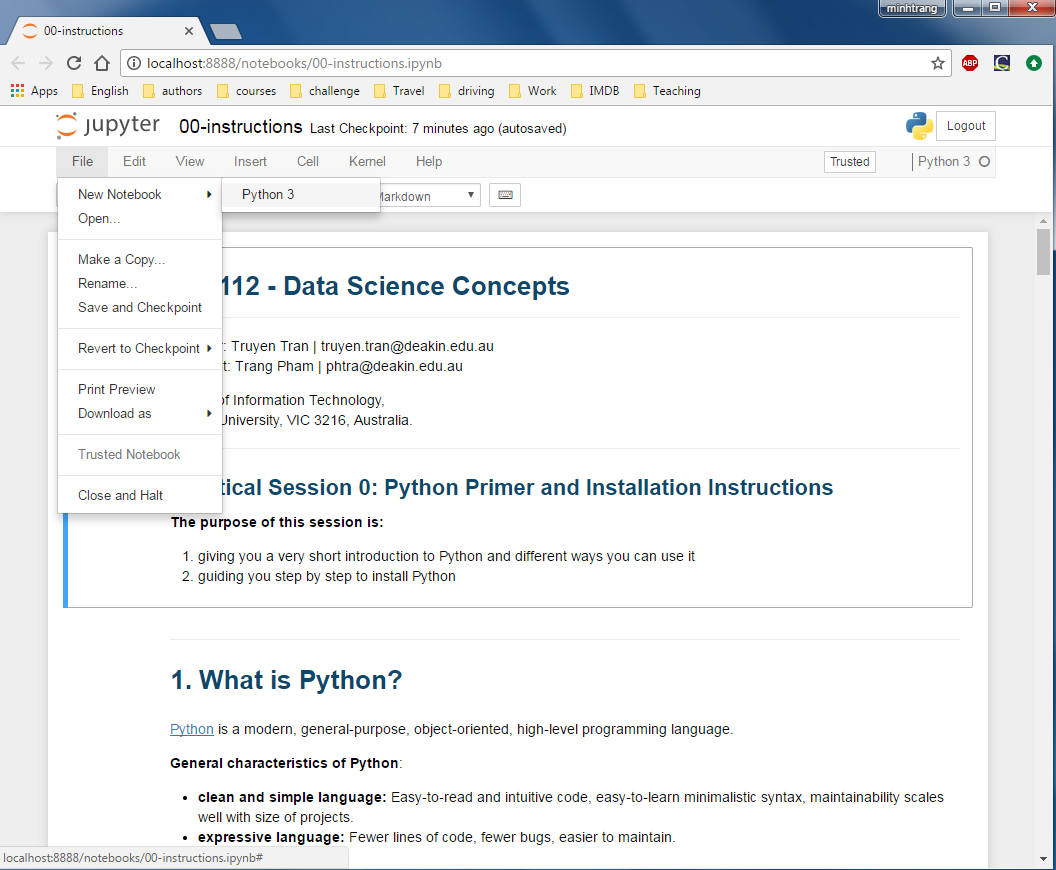 minhtrang
00-instructions
localhost:8888/notebooks/00-instructions.ipynb
ABP
Apps English authors courses challenge Travel driving Work IMDB Teaching
jupyter 00-instructions Last Checkpoint: 7 minutes ago (autosaved)
Logout
File Edit View Insert Cell Kernel Help
Trusted Python 3
New Notebook
Python 3
Markdown
Open...
Make a Copy...
Rename...
Save and Checkpoint
Revert to Checkpoint
Print Preview
Download as
Trusted Notebook
Close and Halt
112 - Data Science Concepts
: Truyen Tran | truyen.tran@deakin.edu.au
t: Trang Pham | phtra@deakin.edu.au
of Information Technology,
University, VIC 3216, Australia.
tical Session 0: Python Primer and Installation Instructions
The purpose of this session is:
1. giving you a very short introduction to Python and different ways you can use it
2. guiding you step by step to install Python
1. What is Python?
Python is a modern, general-purpose, object-oriented, high-level programming language.
General characteristics of Python:
• clean and simple language: Easy-to-read and intuitive code, easy-to-learn minimalistic syntax, maintainability scales
well with size of projects.
• expressive language: Fewer lines of code, fewer bugs, easier to maintain.
localhost:8888/notebooks/00-instructions.ipynb#